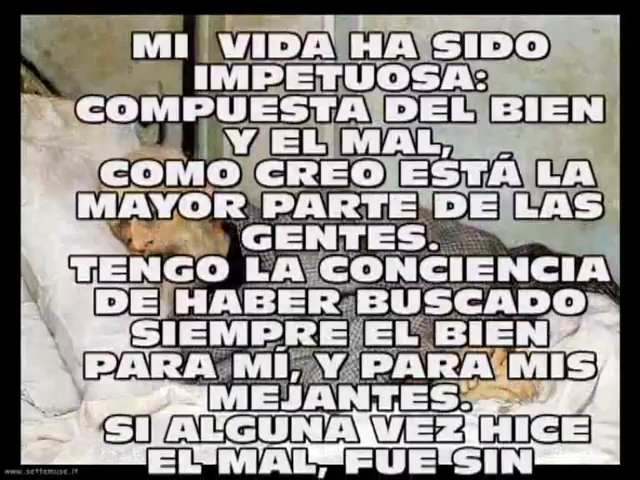 MI VIDA HA SIDO
IMPETUOSA:
COMPUESTA DEL BIEN
Y EL MAL,
COMO CREO ESTÁ LA
MAYOR PARTE DE LAS
GENTES.
TENGO LA CONCIENCIA
DE HABER BUSCADO
SIEMPRE EL BIEN
PARA MÍ, Y PARA MIS
MEJANTES.
SI ALGUNA VEZ HICE
EL MAL, FUE SIN
www.settemuse.it